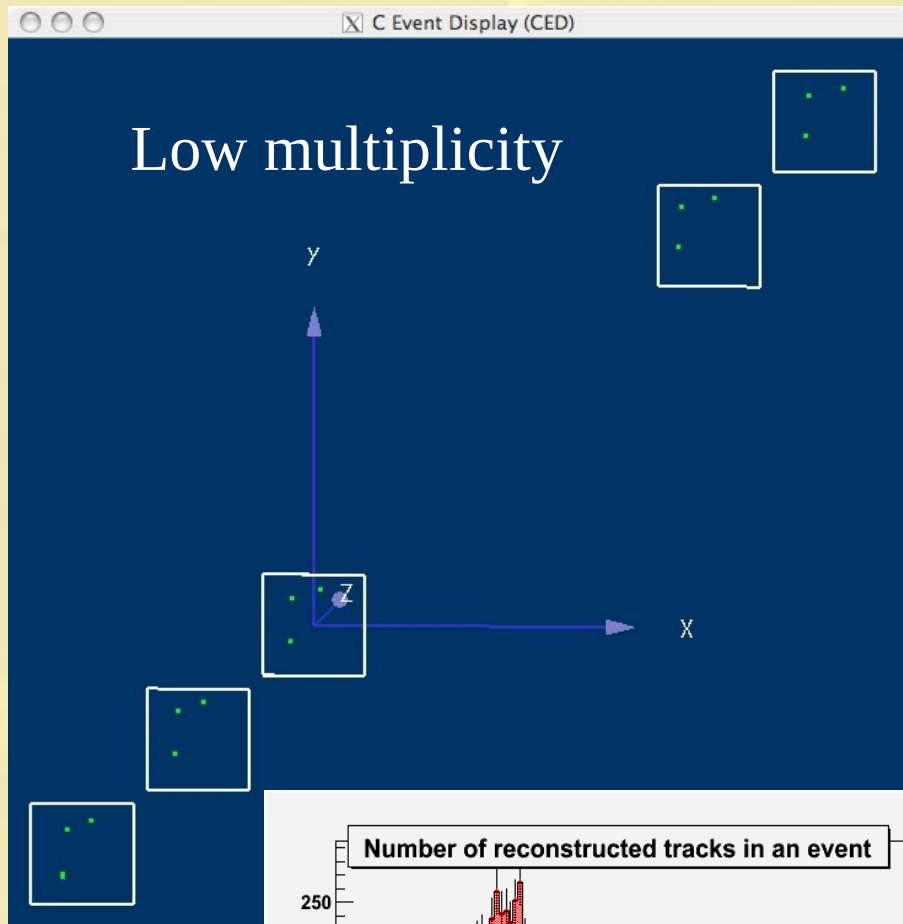 C Event Display (CED)
Low multiplicity
y
Z
X
Number of reconstructed tracks in an event
250